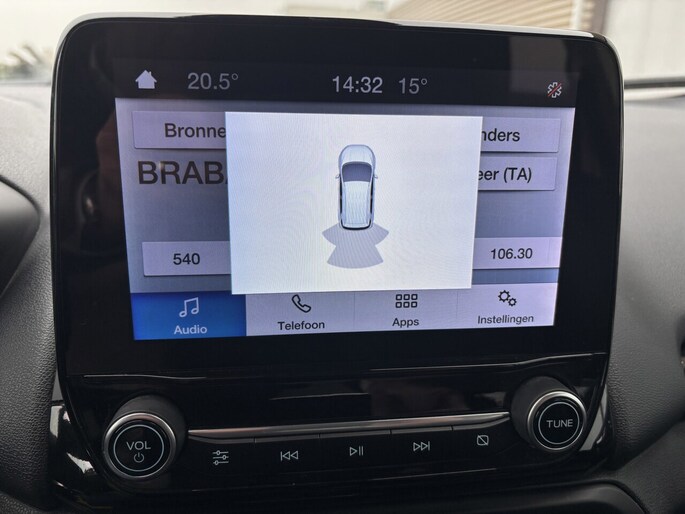 20.5° 14:32 15°
Bronne nders
BRABA eer (TA)
540 106.30
Audio Telefoon Apps Instellingen
VOL TUNE